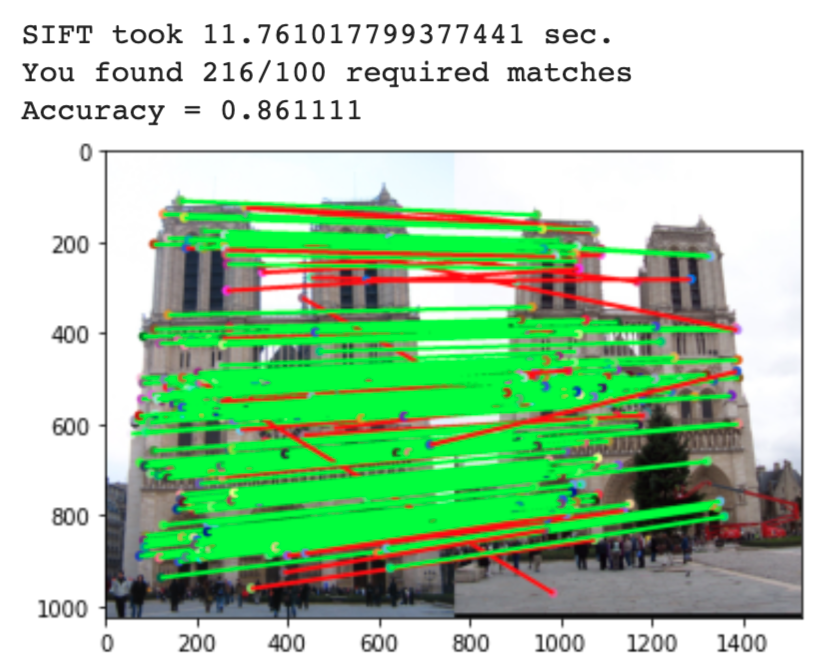 SIFT took 11.761017799377441 sec.
You found 216/100 required matches
Accuracy = 0.861111
0
200
400
600
800
1000
0 200 400 600 800 1000 1200 1400